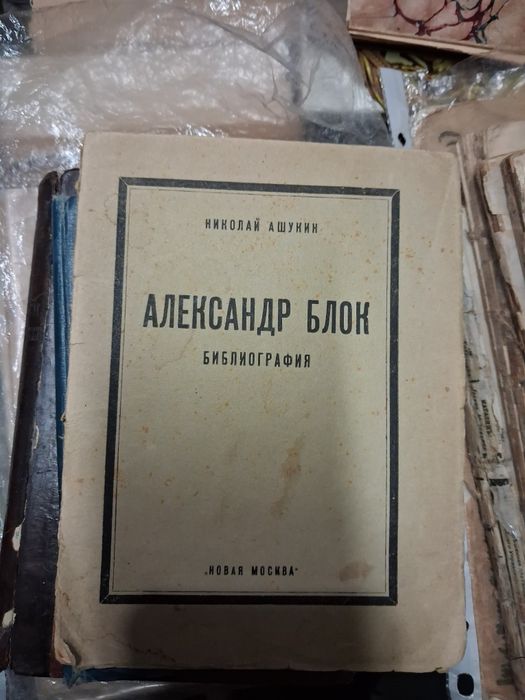 НИКОЛАЙ АШУКИН
АЛЕКСАНДР БЛОК
БИБЛИОГРАФИЯ
„НОВАЯ МОСКВА"